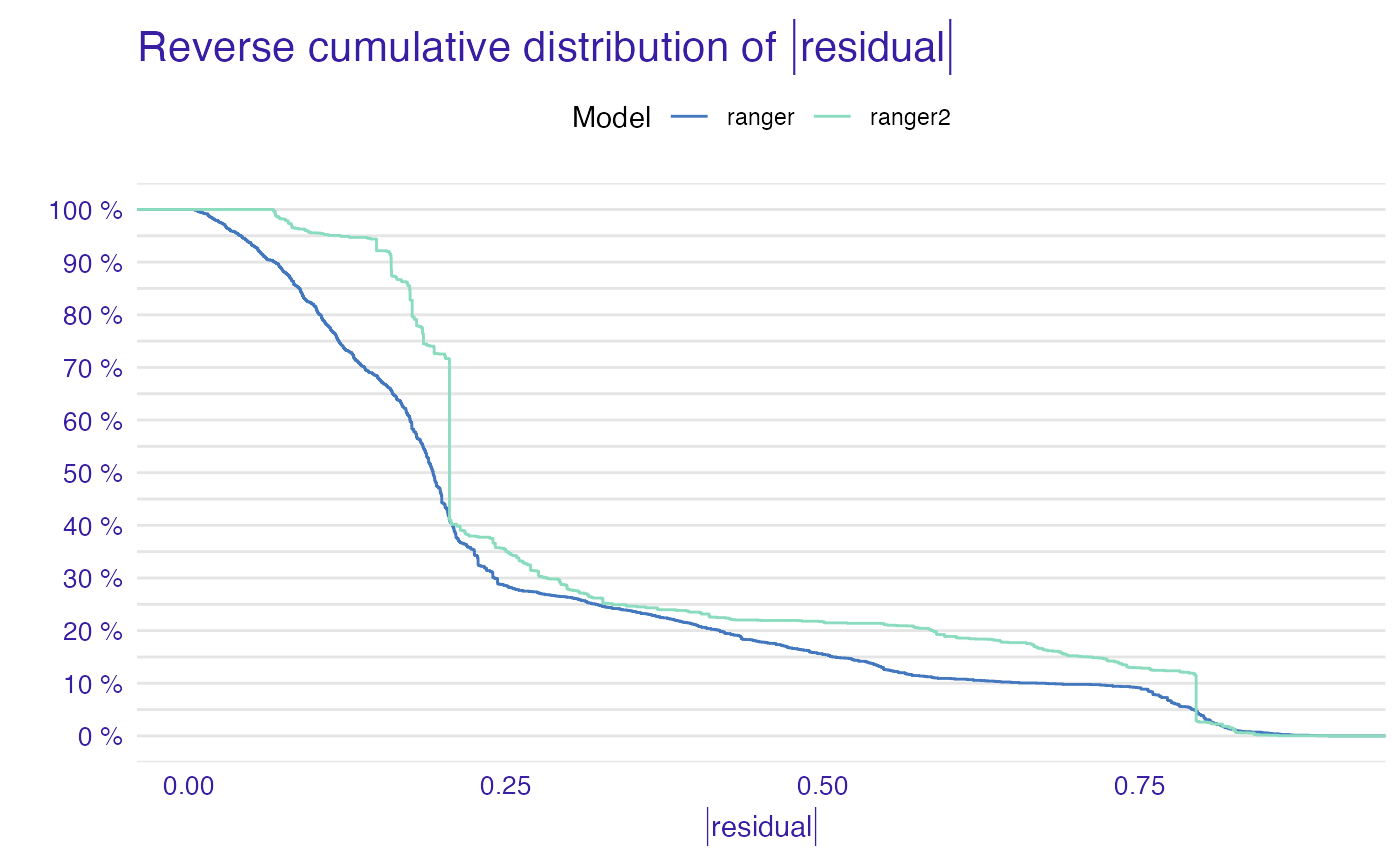 Reverse cumulative distribution of |residual|
Model ranger ranger2
100 %
90 %
80 %
70 %
60 %
50 %
40 %
30 %
20 %
10 %
0 %
0.00 0.25 0.50 0.75
|residual|